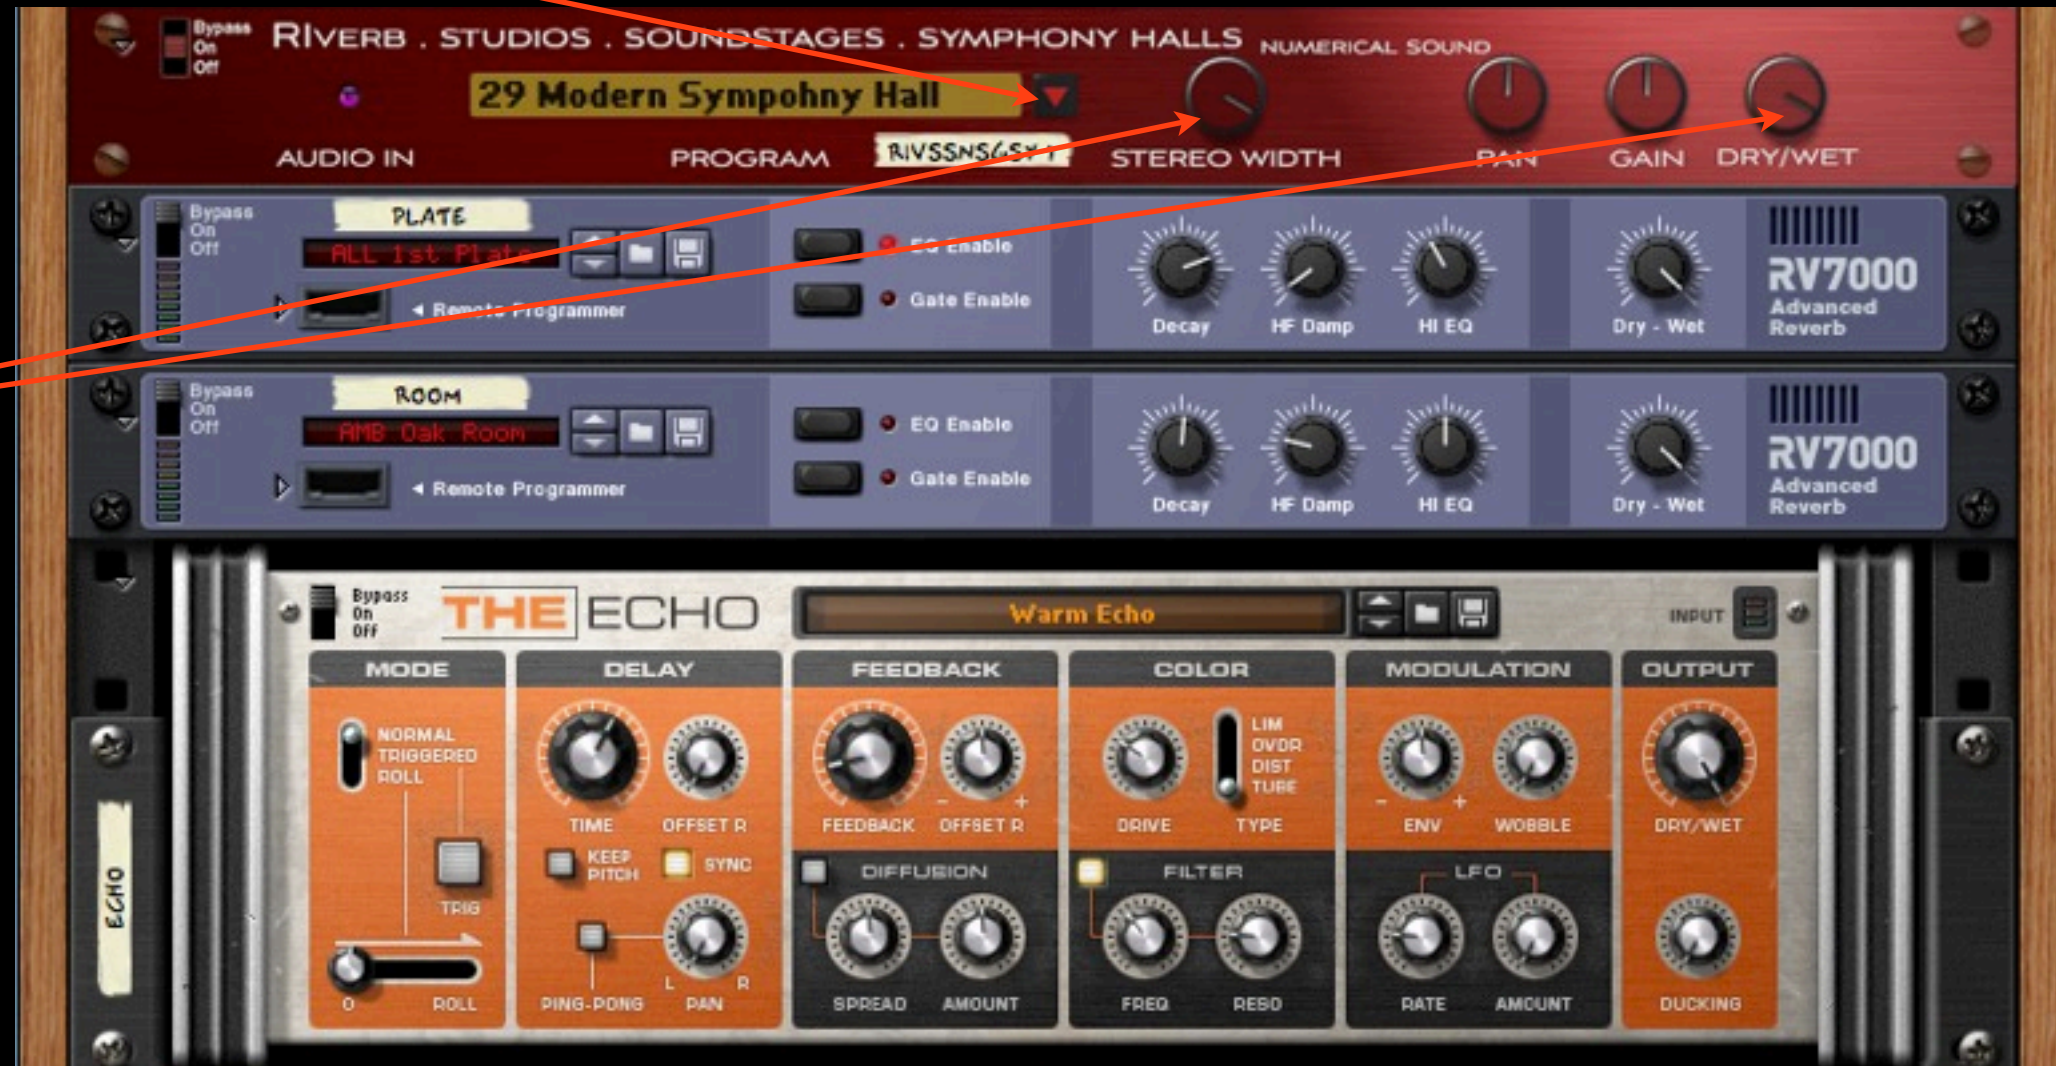 Bypass
On
Off
RIVERB . STUDIOS . SOUNDSTAGES . SYMPHONY HALLS
NUMERICAL SOUND
29 Modern Sympohny Hall
AUDIO IN
PROGRAM
STEREO WIDTH
PAN
GAIN
DRY/WET
Bypass
On
Off
PLATE
ALL 1st Plate
Remote Programmer
EQ Enable
Gate Enable
Decay
HF Damp
HI EQ
Dry - Wet
RV7000
Advanced
Reverb
Bypass
On
Off
ROOM
AMB Oak Room
Remote Programmer
EQ Enable
Gate Enable
Decay
HF Damp
HI EQ
Dry - Wet
RV7000
Advanced
Reverb
ECHO
Bypass
On
Off
THE ECHO
Warm Echo
INPUT
MODE
NORMAL
TRIGGERED
ROLL
TRIG
0
ROLL
DELAY
TIME
OFFSET R
KEEP
PITCH
SYNC
PING-PONG
L
R
PAN
FEEDBACK
- +
FEEDBACK
OFFSET R
DIFFUSION
SPREAD
AMOUNT
COLOR
LIM
OVDR
DIST
TUBE
DRIVE
TYPE
FILTER
FREQ
RESO
MODULATION
- +
ENV
WOBBLE
LFO
RATE
AMOUNT
OUTPUT
DRY/WET
DUCKING